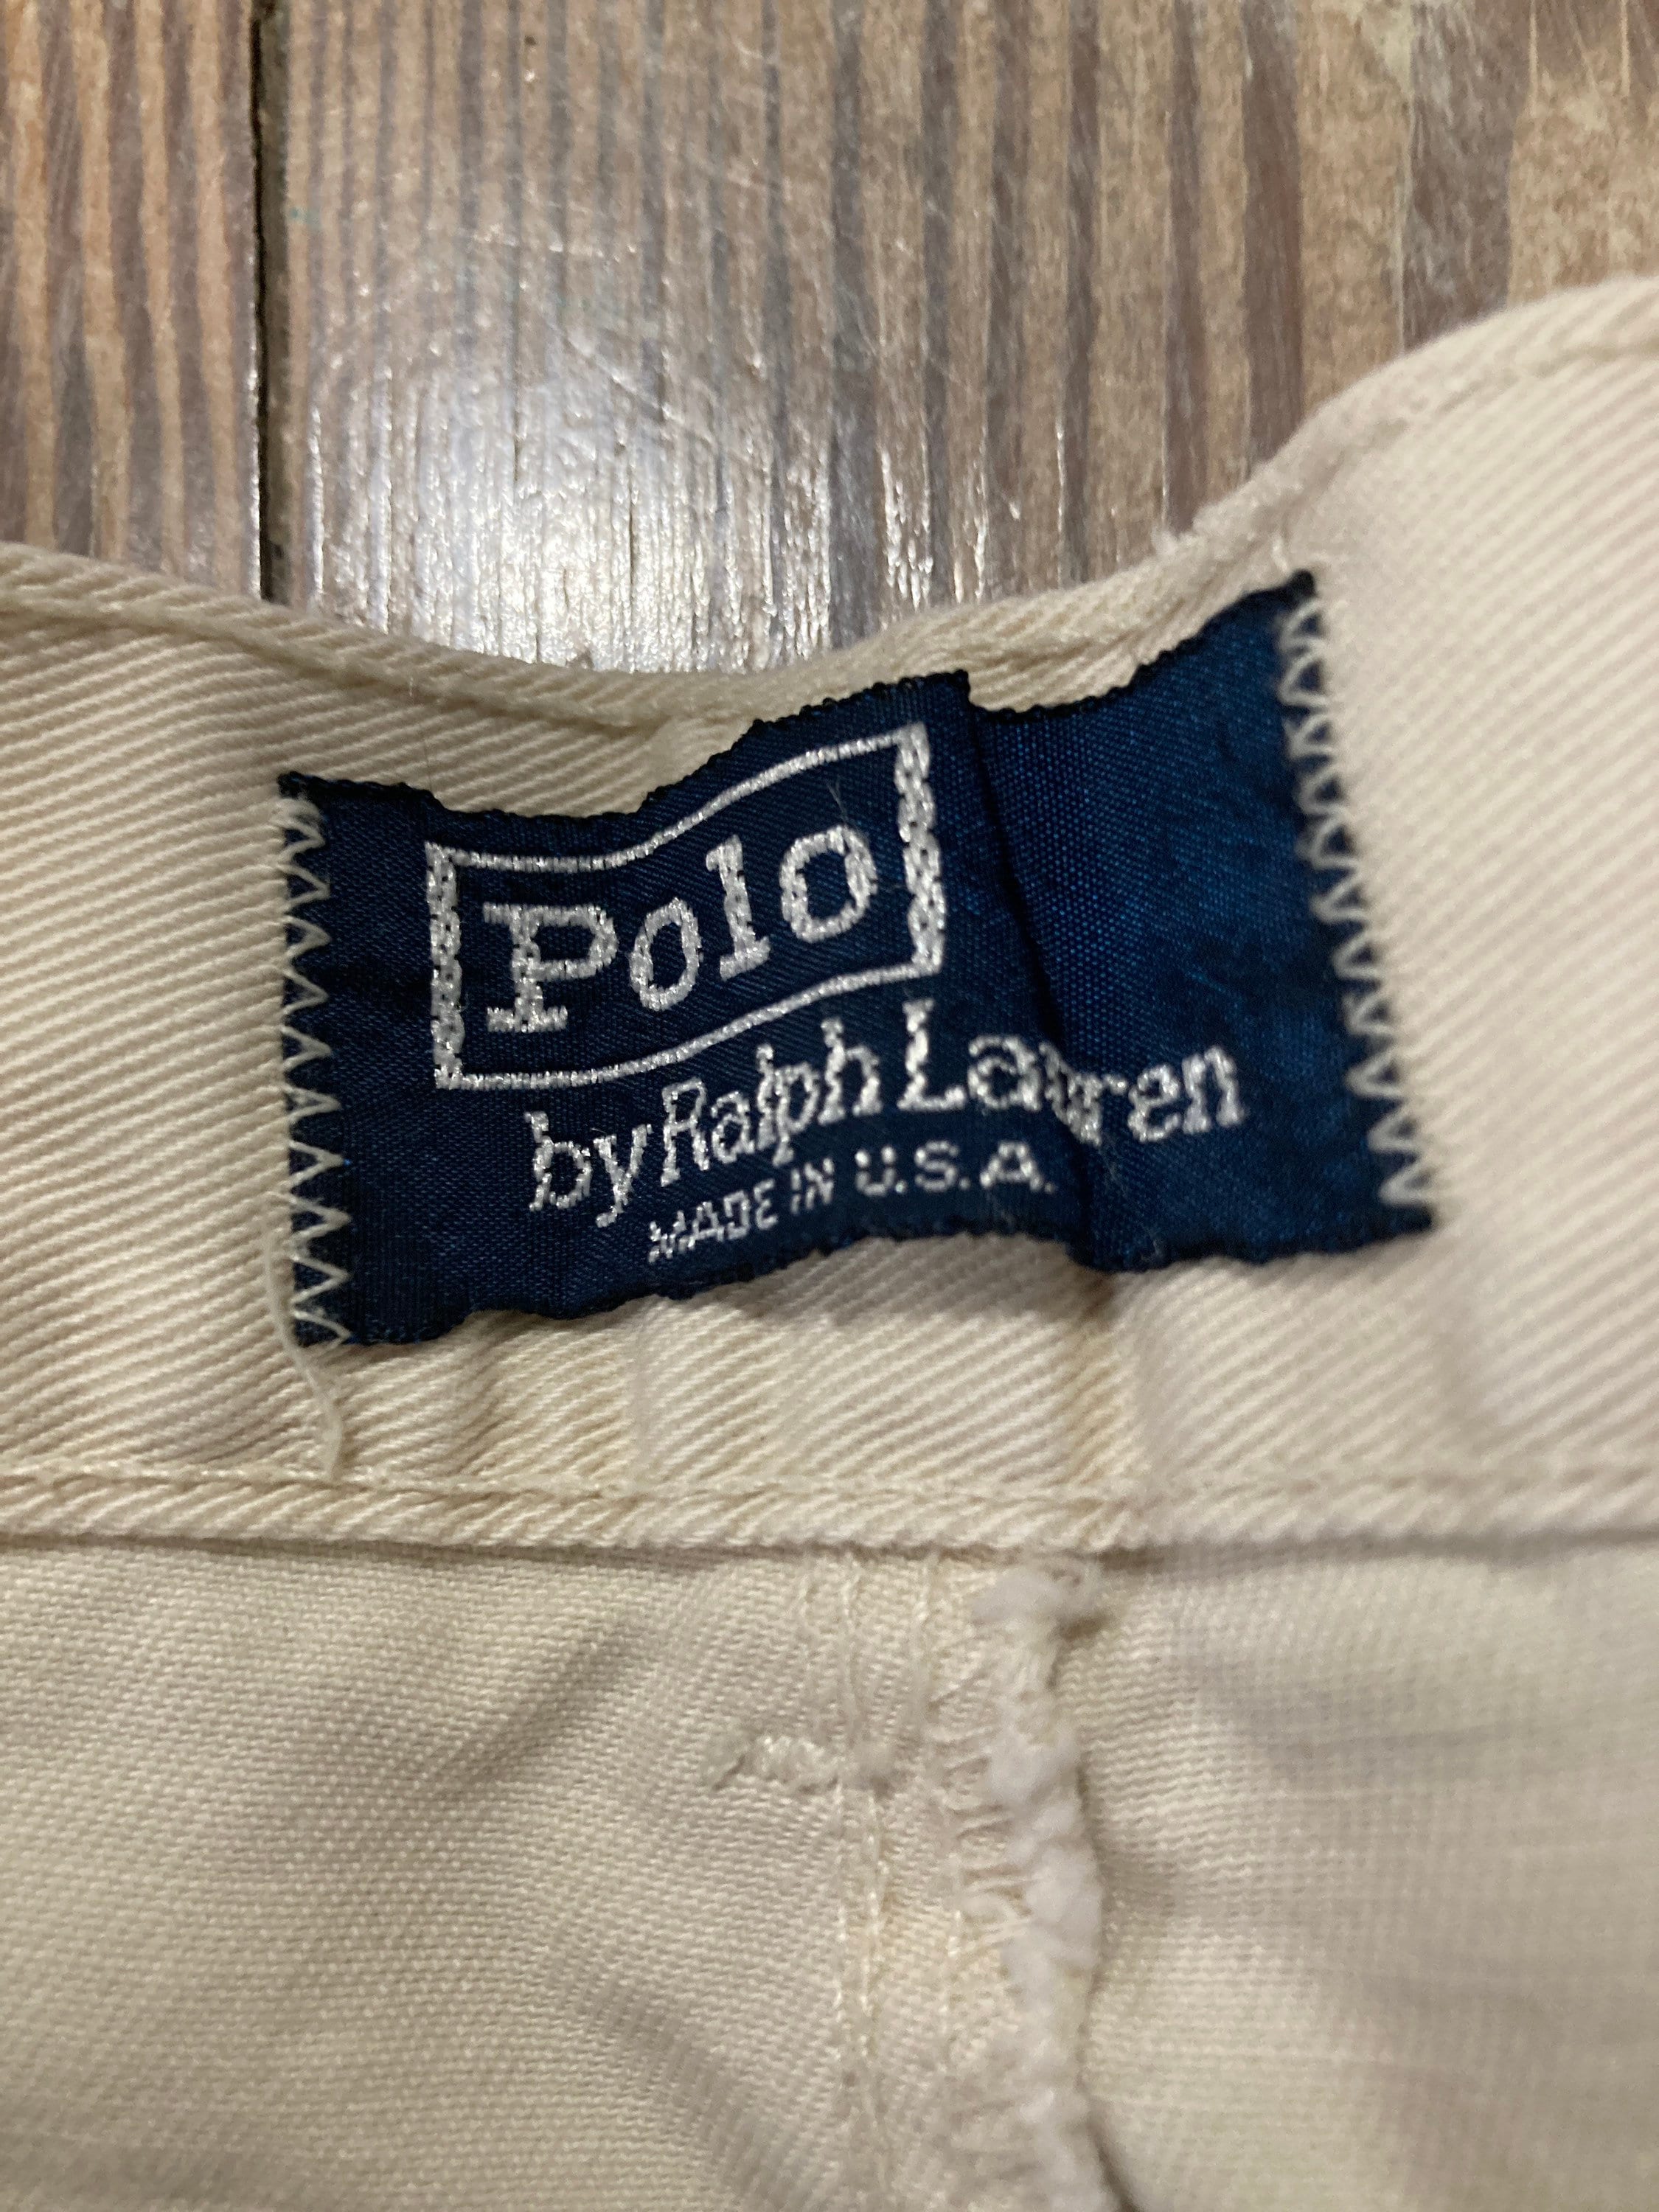 Polo
by Ralph Lauren
MADE IN U.S.A.